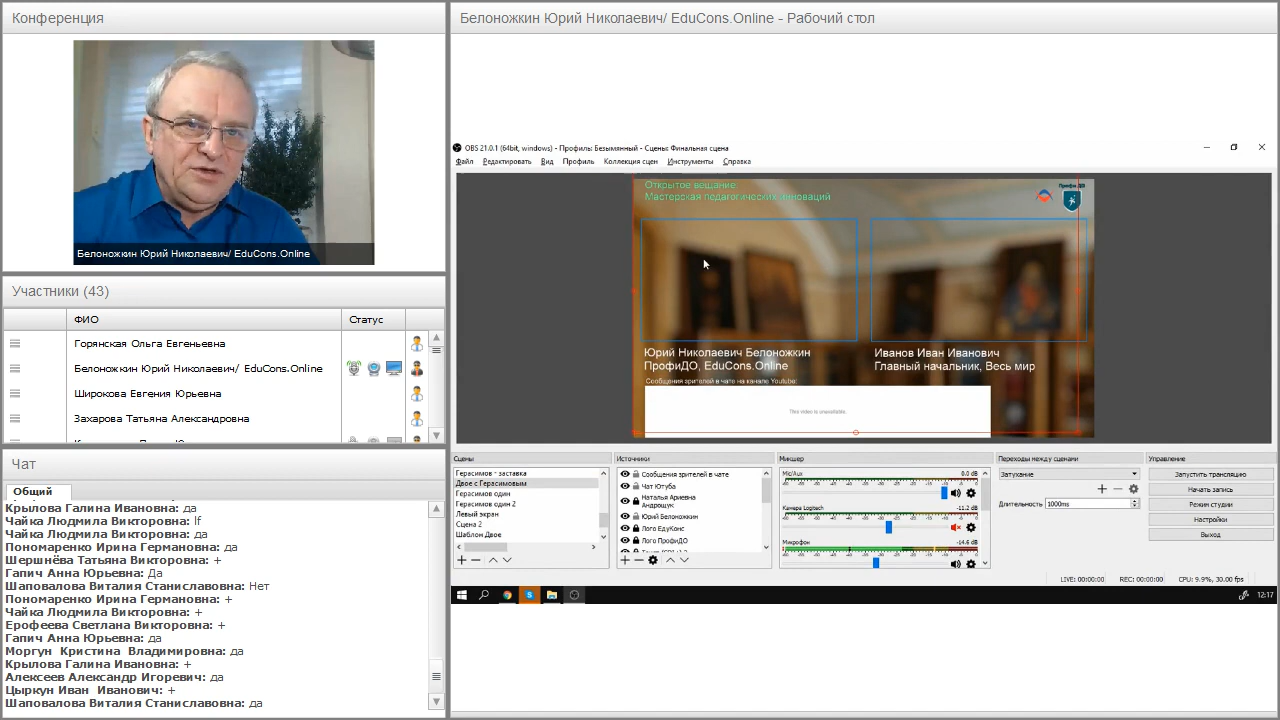 Конференция
Белоножкин Юрий Николаевич/ EduCons.Online
Участники (43)
ФИО
Статус
Горянская Ольга Евгеньевна
Белоножкин Юрий Николаевич/ EduCons.Online
Широкова Евгения Юрьевна
Захарова Татьяна Александровна
Чат
Общий
Крылова Галина Ивановна: да
Чайка Людмила Викторовна: lf
Чайка Людмила Викторовна: да
Пономаренко Ирина Германовна: да
Шершнёва Татьяна Викторовна: +
Гапич Анна Юрьевна: Да
Шаповалова Виталия Станиславовна: Нет
Пономаренко Ирина Германовна: +
Чайка Людмила Викторовна: +
Ерофеева Светлана Викторовна: +
Гапич Анна Юрьевна: да
Моргун Кристина Владимировна: да
Крылова Галина Ивановна: +
Алексеев Александр Игоревич: да
Цыркун Иван Иванович: +
Шаповалова Виталия Станиславовна: да
Белоножкин Юрий Николаевич/ EduCons.Online - Рабочий стол
OBS 21.0.1 (64bit, windows) - Профиль: Безымянный - Сцены: Финальная сцена
Файл Редактировать Вид Профиль Коллекция сцен Инструменты Справка
Открытое вещание
Мастерская педагогических инноваций
Профи ДВ
Юрий Николаевич Белоножкин
ПрофиДО, EduCons.Online
Иванов Иван Иванович
Главный начальник, Весь мир
Сообщения зрителей в чате на канале Youtube:
This video is unavailable.
Сцены
Герасимов - заставка
Двое с Герасимовым
Герасимов один
Герасимов один 2
Левый экран
Сцена 2
Шаблон Двое
Источники
Сообщения зрителей в чате
Чат Ютуба
Наталья Ариевна
Андрощук
Юрий Белоножкин
Лого ЕдуКонс
Лого ПрофиДО
Микшер
Mic/Aux 0.0 dB
Камера Logitech -11.2 dB
Микрофон -14.6 dB
Переходы между сценами
Затухание
Длительность 1000ms
Управление
Запустить трансляцию
Начать запись
Режим студии
Настройки
Выход
LIVE: 00:00:00 REC: 00:00:00 CPU: 9.9%, 30.00 fps
12:17